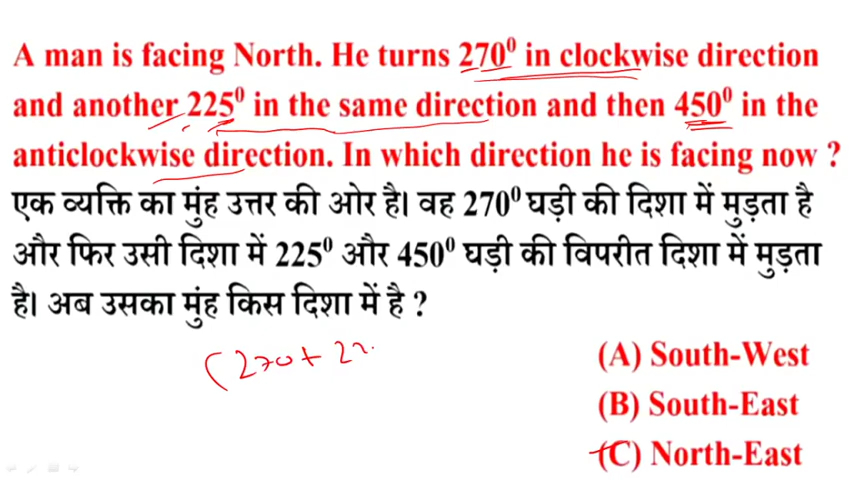 A man is facing North. He turns 270⁰ in clockwise direction
and another 225⁰ in the same direction and then 450⁰ in the
anticlockwise direction. In which direction he is facing now ?
एक व्यक्ति का मुंह उत्तर की ओर है। वह 270⁰ घड़ी की दिशा में मुड़ता है
और फिर उसी दिशा में 225⁰ और 450⁰ घड़ी की विपरीत दिशा में मुड़ता
है। अब उसका मुंह किस दिशा में है ?
(270 + 22
(A) South-West
(B) South-East
(C) North-East